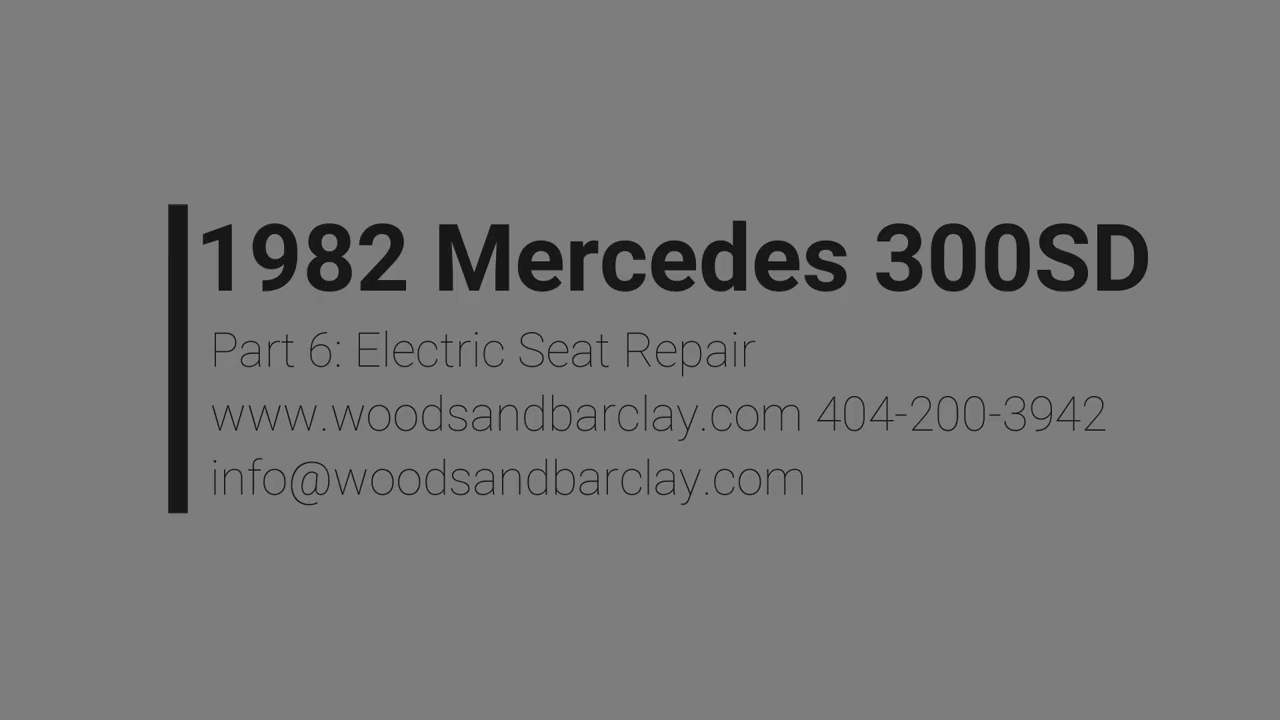 1982 Mercedes 300SD
Part 6: Electric Seat Repair
www.woodsandbarclay.com 404-200-3942
info@woodsandbarclay.com